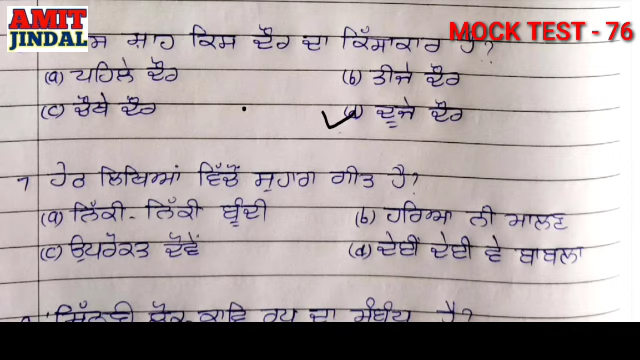 AMIT JINDAL
MOCK TEST - 76
ਸ਼ਾਹ ਕਿਸ ਦੌਰ ਦਾ ਕਿੱਸਾਕਾਰ ਹੈ?
(a) ਪਹਿਲੇ ਦੌਰ (b) ਤੀਜੇ ਦੌਰ
(c) ਚੌਥੇ ਦੌਰ (d) ਦੂਜੇ ਦੌਰ
7 ਹੇਠ ਲਿਖਿਆਂ ਵਿੱਚੋਂ ਸੁਹਾਗ ਗੀਤ ਹੈ?
(a) ਨਿੱਕੀ-ਨਿੱਕੀ ਬੂੰਦੀ (b) ਹਰਿਆ ਨੀ ਮਾਲਣ
(c) ਉਪਰੋਕਤ ਦੋਵੇਂ (d) ਦੇਈਂ ਦੇਈਂ ਵੇ ਬਾਬਲਾ
ਲੋਕ-ਕਾਵਿ ਰੂਪ ਦਾ ਸੰਬੰਧ ਹੈ?